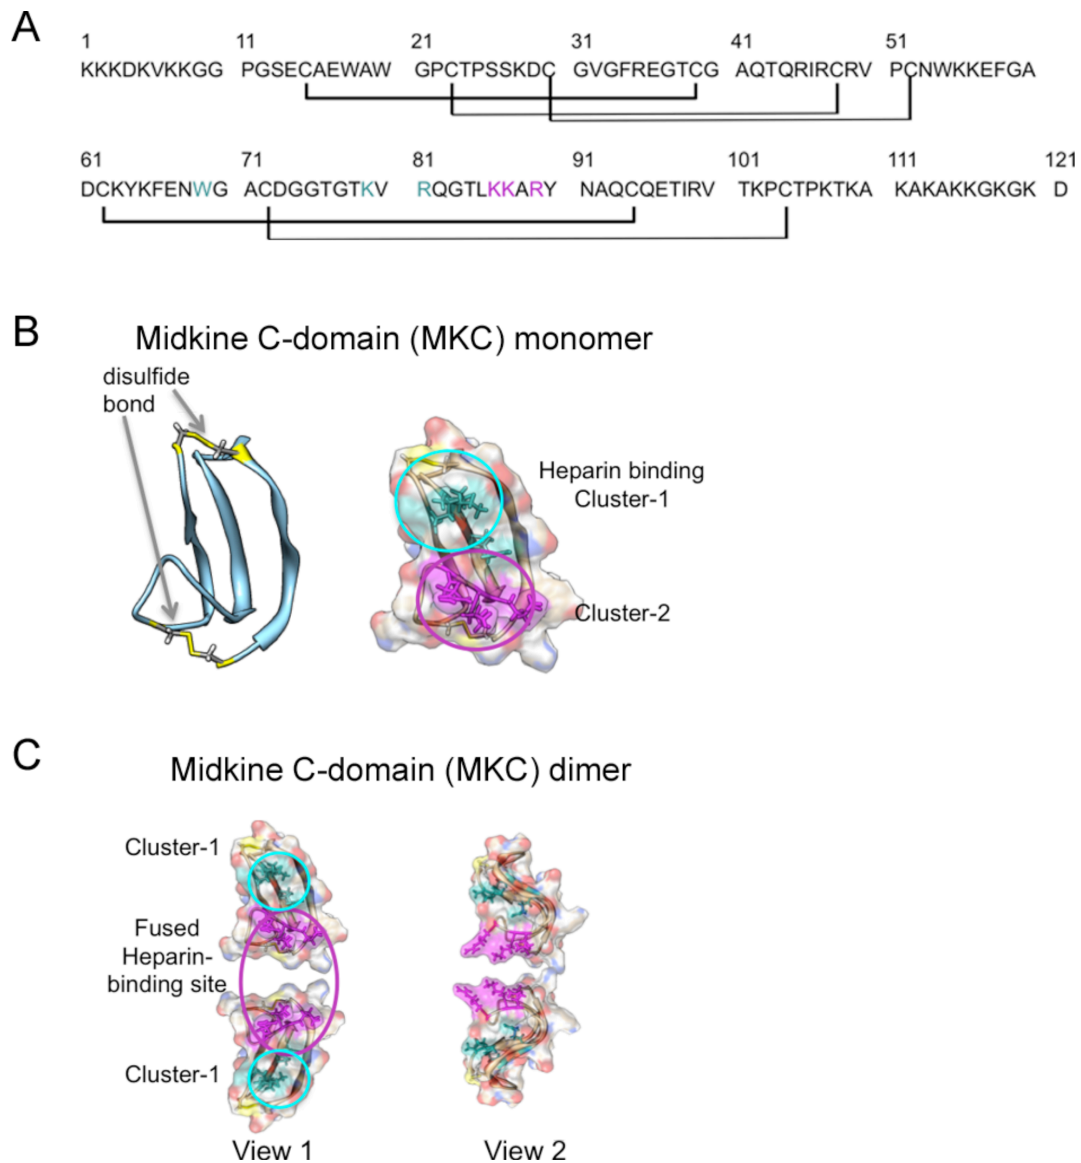 A
1 11 21 31 41 51
KKKDKVKKGG PGSECAEWAW GPCTPSSKDC GVGFREGTCG AQTQRIRCRV PCNWKKEFGA
61 71 81 91 101 111 121
DCKYKFENWG ACDGGTGTKV RQGTLKKARY NAQCQETIRV TKPCTPKTKA KAKAKKGKGK D
B
Midkine C-domain (MKC) monomer
disulfide
bond
Heparin binding
Cluster-1
Cluster-2
C
Midkine C-domain (MKC) dimer
Cluster-1
Fused
Heparin-
binding site
Cluster-1
View 1 View 2